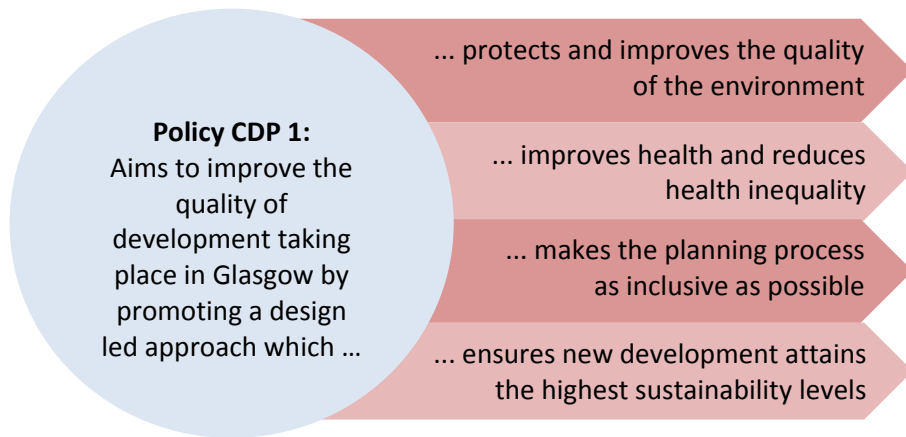 Policy CDP 1:
Aims to improve the
quality of
development taking
place in Glasgow by
promoting a design
led approach which ...
... protects and improves the quality
of the environment
... improves health and reduces
health inequality
... makes the planning process
as inclusive as possible
... ensures new development attains
the highest sustainability levels